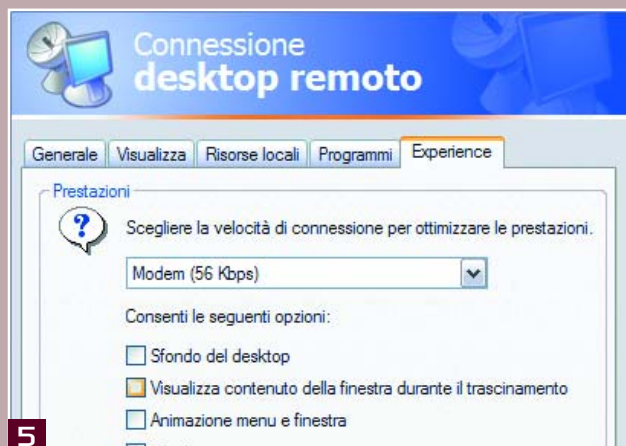 Connessione
desktop remoto
Generale Visualizza Risorse locali Programmi Experience
Prestazioni
Scegliere la velocità di connessione per ottimizzare le prestazioni.
Modem (56 Kbps)
Consenti le seguenti opzioni:
Sfondo del desktop
Visualizza contenuto della finestra durante il trascinamento
Animazione menu e finestra
5